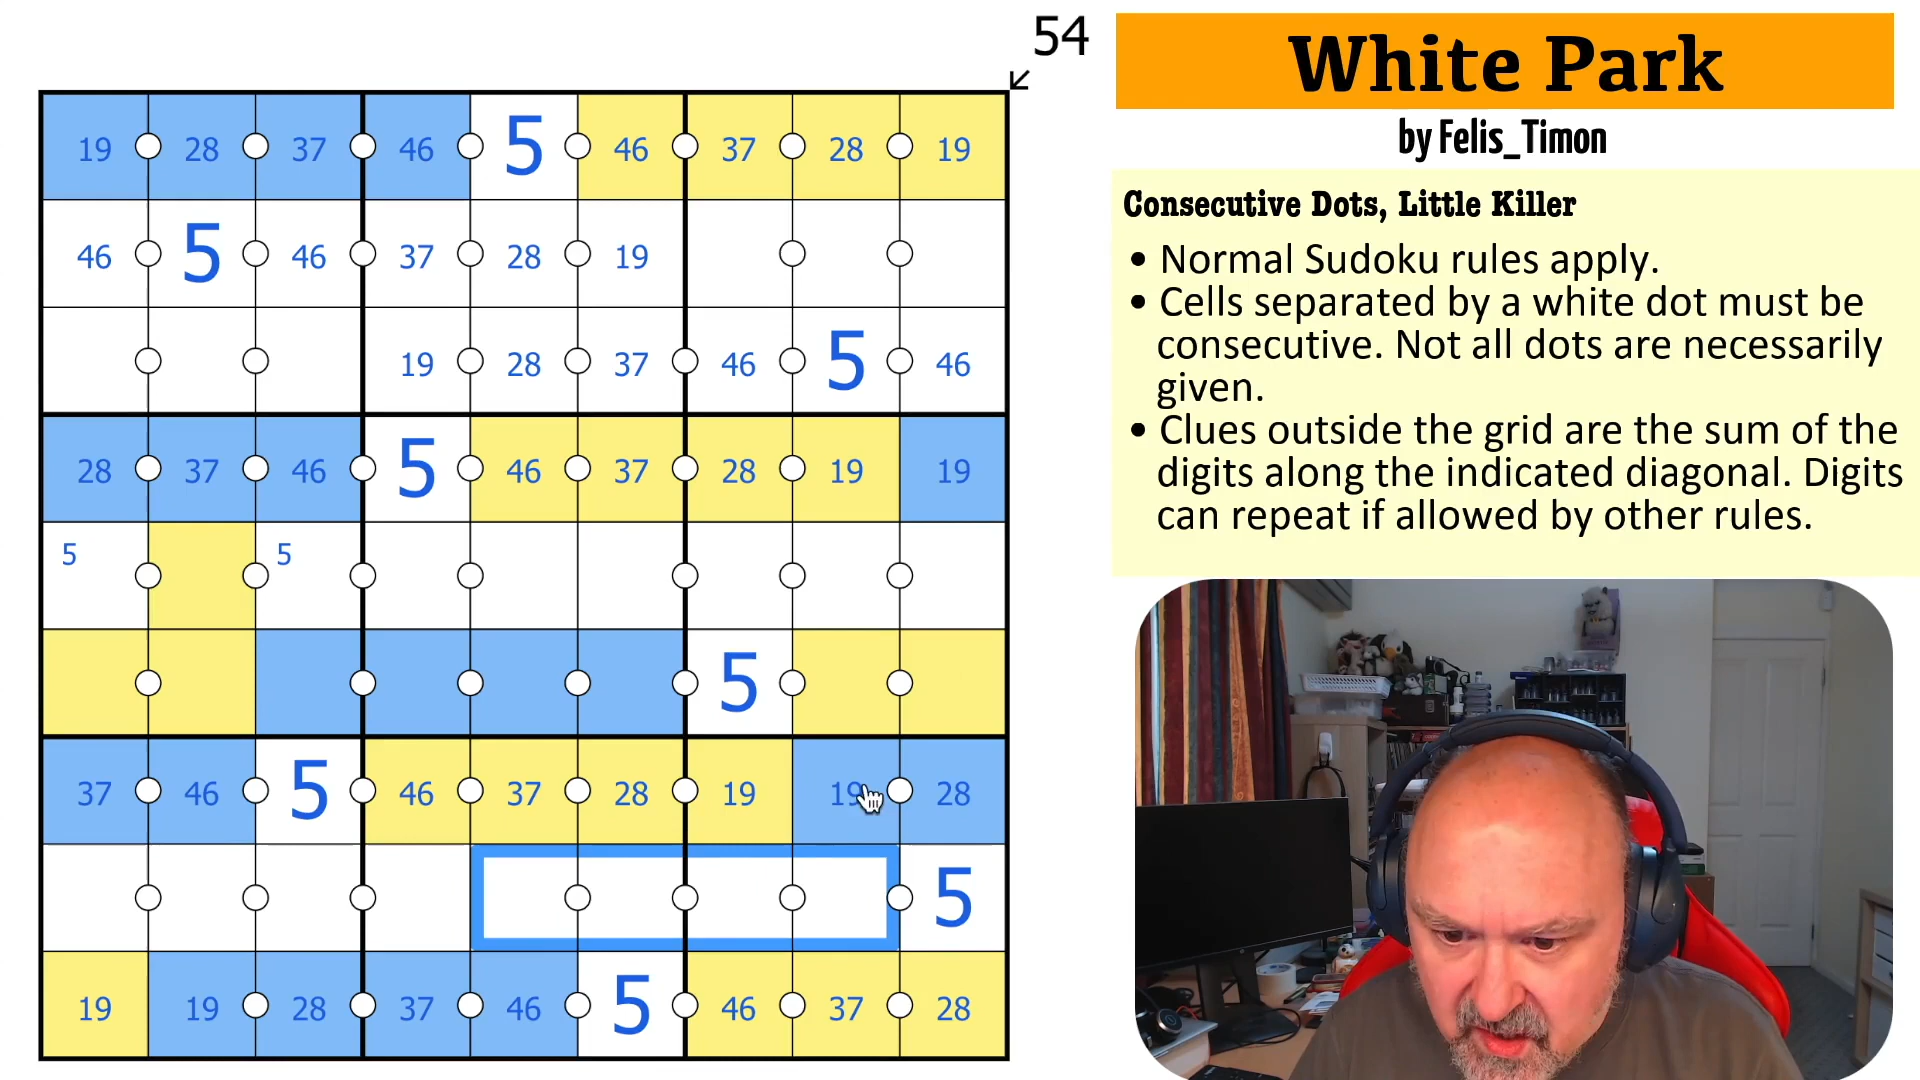 54
White Park
by Felis_Timon
Consecutive Dots, Little Killer
• Normal Sudoku rules apply.
• Cells separated by a white dot must be
consecutive. Not all dots are necessarily
given.
• Clues outside the grid are the sum of the
digits along the indicated diagonal. Digits
can repeat if allowed by other rules.
19 28 37 46 5 46 37 28 19
46 5 46 37 28 19
19 28 37 46 5 46
28 37 46 5 46 37 28 19 19
5 5
5
37 46 5 46 37 28 19 19 28
5
19 19 28 37 46 5 46 37 28